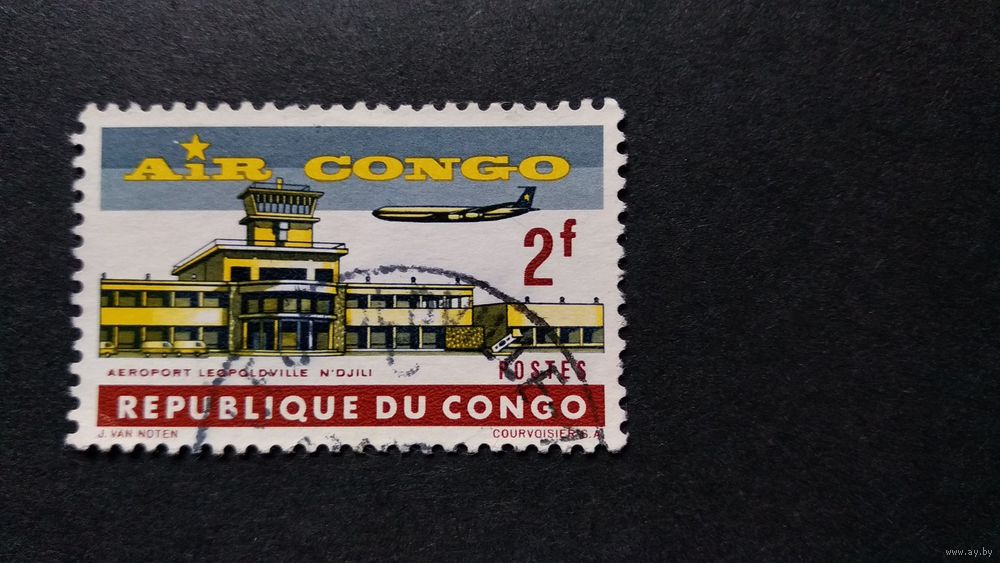 AiR CONGO
2f
AEROPORT LEOPOLDVILLE N'DJILI
POSTES
REPUBLIQUE DU CONGO
J. VAN NOTEN
COURVOISIER S.A.
www.ay.by